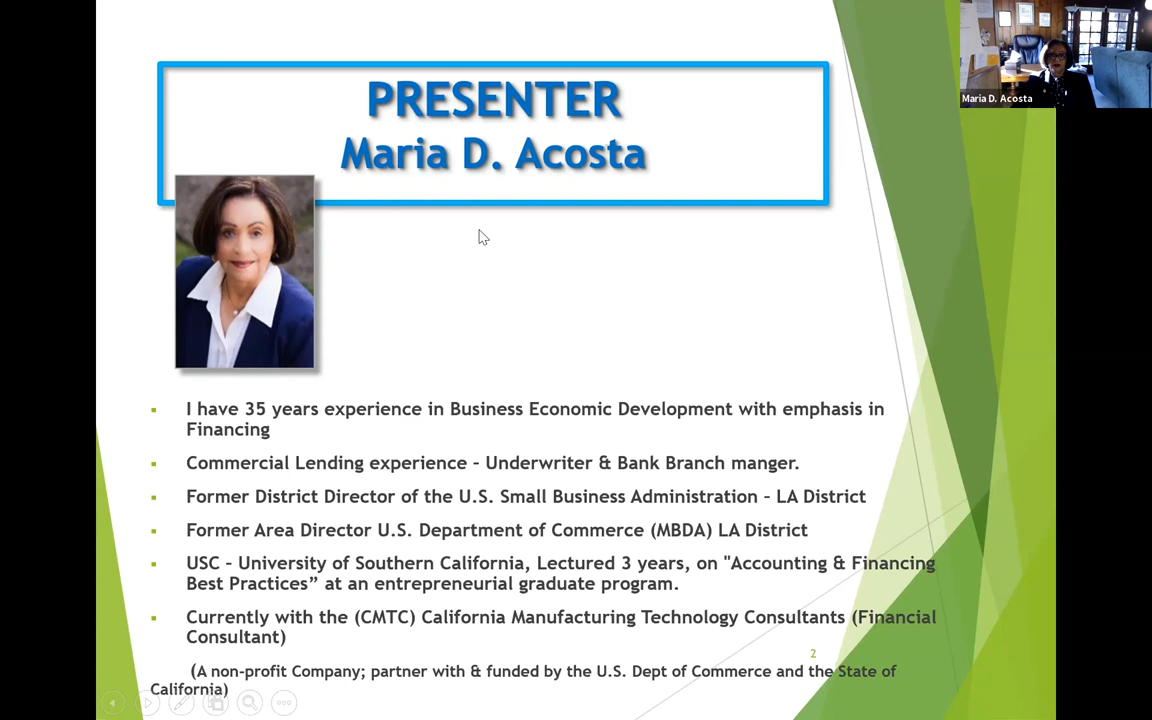 PRESENTER
Maria D. Acosta
Maria D. Acosta
▪ I have 35 years experience in Business Economic Development with emphasis in
Financing
▪ Commercial Lending experience – Underwriter & Bank Branch manger.
▪ Former District Director of the U.S. Small Business Administration – LA District
▪ Former Area Director U.S. Department of Commerce (MBDA) LA District
▪ USC – University of Southern California, Lectured 3 years, on "Accounting & Financing
Best Practices” at an entrepreneurial graduate program.
▪ Currently with the (CMTC) California Manufacturing Technology Consultants (Financial
Consultant)
2
(A non-profit Company; partner with & funded by the U.S. Dept of Commerce and the State of
California)